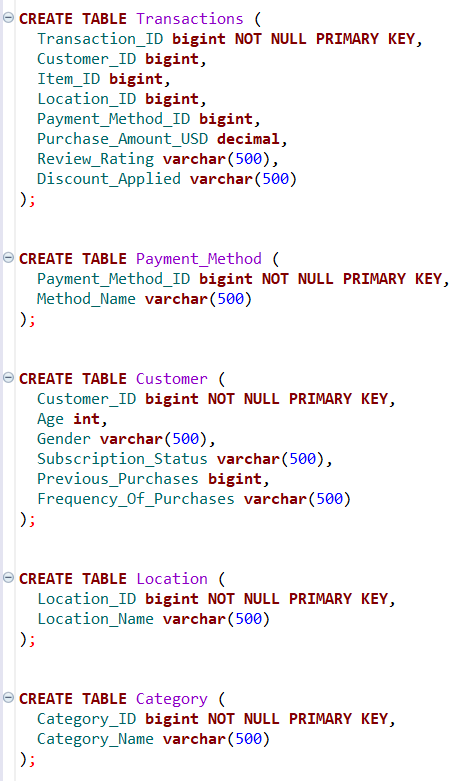 CREATE TABLE Transactions (
Transaction_ID bigint NOT NULL PRIMARY KEY,
Customer_ID bigint,
Item_ID bigint,
Location_ID bigint,
Payment_Method_ID bigint,
Purchase_Amount_USD decimal,
Review_Rating varchar(500),
Discount_Applied varchar(500)
);
CREATE TABLE Payment_Method (
Payment_Method_ID bigint NOT NULL PRIMARY KEY,
Method_Name varchar(500)
);
CREATE TABLE Customer (
Customer_ID bigint NOT NULL PRIMARY KEY,
Age int,
Gender varchar(500),
Subscription_Status varchar(500),
Previous_Purchases bigint,
Frequency_Of_Purchases varchar(500)
);
CREATE TABLE Location (
Location_ID bigint NOT NULL PRIMARY KEY,
Location_Name varchar(500)
);
CREATE TABLE Category (
Category_ID bigint NOT NULL PRIMARY KEY,
Category_Name varchar(500)
);